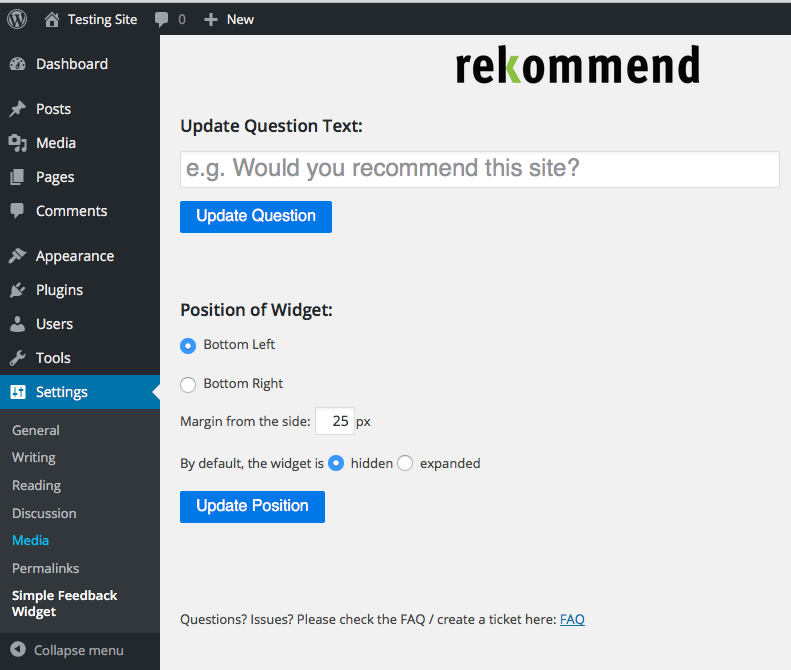 Testing Site 0 New
Dashboard
Posts
Media
Pages
Comments
Appearance
Plugins
Users
Tools
Settings
General
Writing
Reading
Discussion
Media
Permalinks
Simple Feedback
Widget
Collapse menu
rekommend
Update Question Text:
e.g. Would you recommend this site?
Update Question
Position of Widget:
Bottom Left
Bottom Right
Margin from the side: 25 px
By default, the widget is hidden expanded
Update Position
Questions? Issues? Please check the FAQ / create a ticket here: FAQ